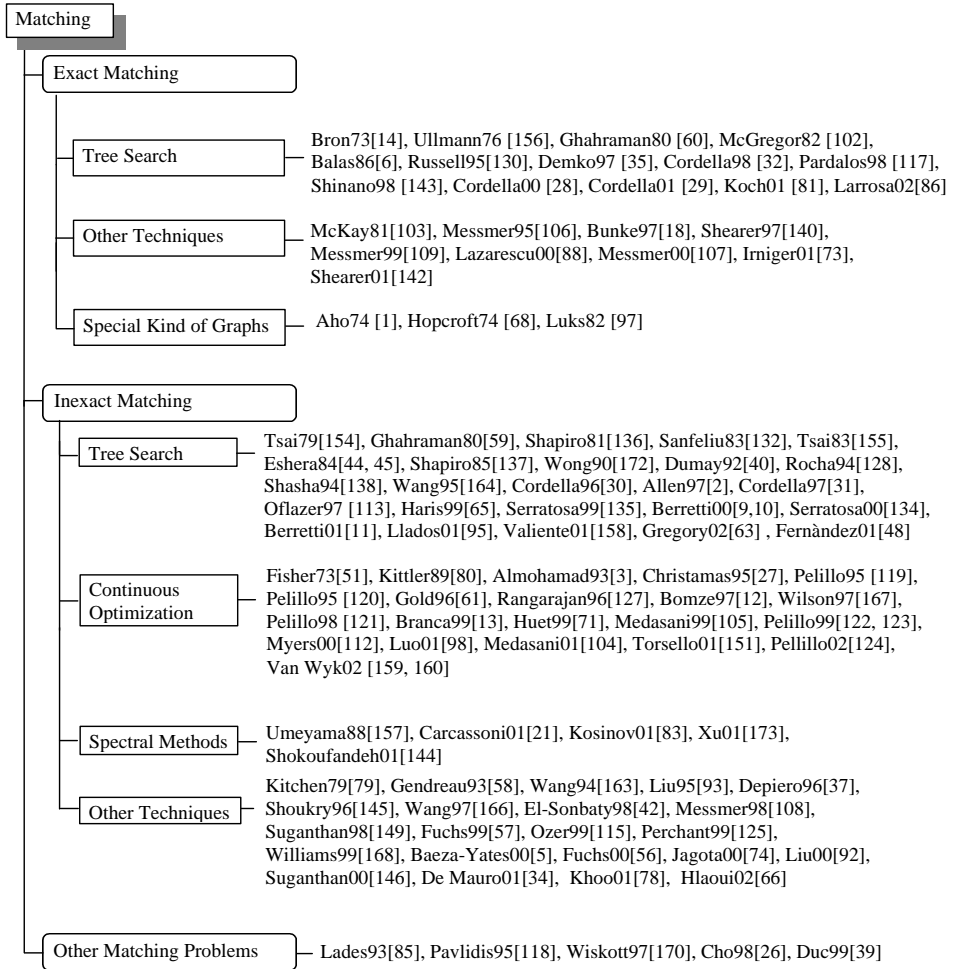 Matching
Exact Matching
Tree Search
Bron73[14], Ullmann76 [156], Ghahraman80 [60], McGregor82 [102],
Balas86[6], Russell95[130], Demko97 [35], Cordella98 [32], Pardalos98 [117],
Shinano98 [143], Cordella00 [28], Cordella01 [29], Koch01 [81], Larrosa02[86]
Other Techniques
McKay81[103], Messmer95[106], Bunke97[18], Shearer97[140],
Messmer99[109], Lazarescu00[88], Messmer00[107], Irniger01[73],
Shearer01[142]
Special Kind of Graphs
Aho74 [1], Hopcroft74 [68], Luks82 [97]
Inexact Matching
Tree Search
Tsai79[154], Ghahraman80[59], Shapiro81[136], Sanfeliu83[132], Tsai83[155],
Eshera84[44, 45], Shapiro85[137], Wong90[172], Dumay92[40], Rocha94[128],
Shasha94[138], Wang95[164], Cordella96[30], Allen97[2], Cordella97[31],
Oflazer97 [113], Haris99[65], Serratosa99[135], Berretti00[9,10], Serratosa00[134],
Berretti01[11], Llados01[95], Valiente01[158], Gregory02[63] , Fernàndez01[48]
Continuous
Optimization
Fisher73[51], Kittler89[80], Almohamad93[3], Christamas95[27], Pelillo95 [119],
Pelillo95 [120], Gold96[61], Rangarajan96[127], Bomze97[12], Wilson97[167],
Pelillo98 [121], Branca99[13], Huet99[71], Medasani99[105], Pelillo99[122, 123],
Myers00[112], Luo01[98], Medasani01[104], Torsello01[151], Pellillo02[124],
Van Wyk02 [159, 160]
Spectral Methods
Umeyama88[157], Carcassoni01[21], Kosinov01[83], Xu01[173],
Shokoufandeh01[144]
Other Techniques
Kitchen79[79], Gendreau93[58], Wang94[163], Liu95[93], Depiero96[37],
Shoukry96[145], Wang97[166], El-Sonbaty98[42], Messmer98[108],
Suganthan98[149], Fuchs99[57], Ozer99[115], Perchant99[125],
Williams99[168], Baeza-Yates00[5], Fuchs00[56], Jagota00[74], Liu00[92],
Suganthan00[146], De Mauro01[34], Khoo01[78], Hlaoui02[66]
Other Matching Problems
Lades93[85], Pavlidis95[118], Wiskott97[170], Cho98[26], Duc99[39]